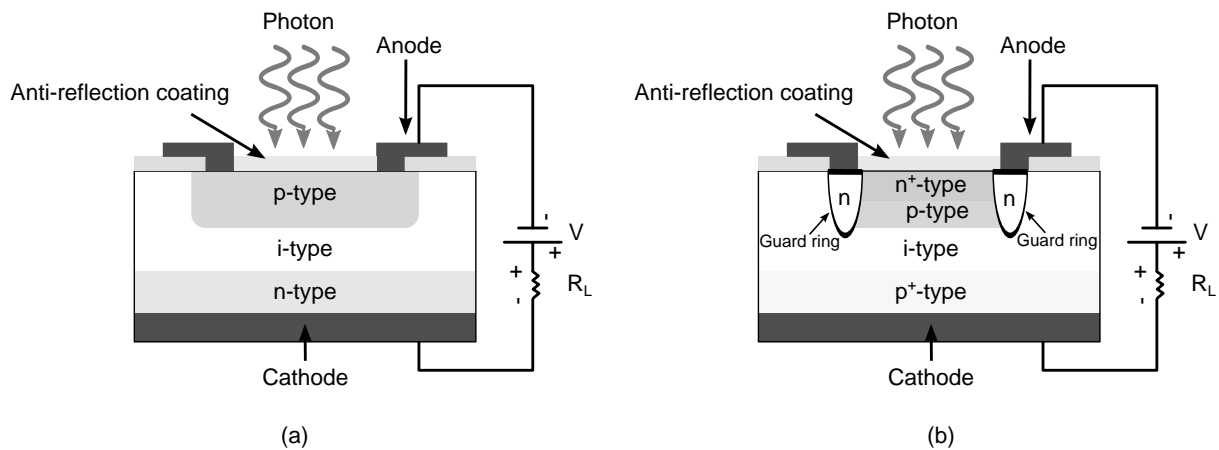 Photon
Anode
Anti-reflection coating
p-type
i-type
n-type
Cathode
-
V
+
+
-
R_L
(a)
Photon
Anode
Anti-reflection coating
n
n⁺-type
n
p-type
Guard ring
Guard ring
i-type
p⁺-type
Cathode
-
V
+
+
-
R_L
(b)